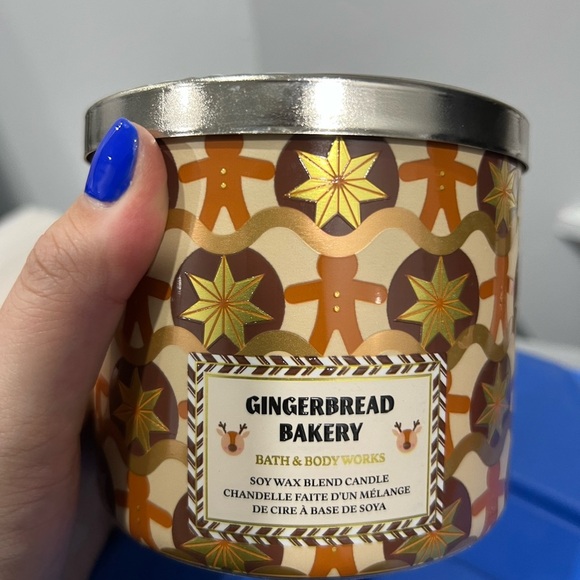 GINGERBREAD
BAKERY
BATH & BODY WORKS
SOY WAX BLEND CANDLE
CHANDELLE FAITE D'UN MÉLANGE
DE CIRE À BASE DE SOYA